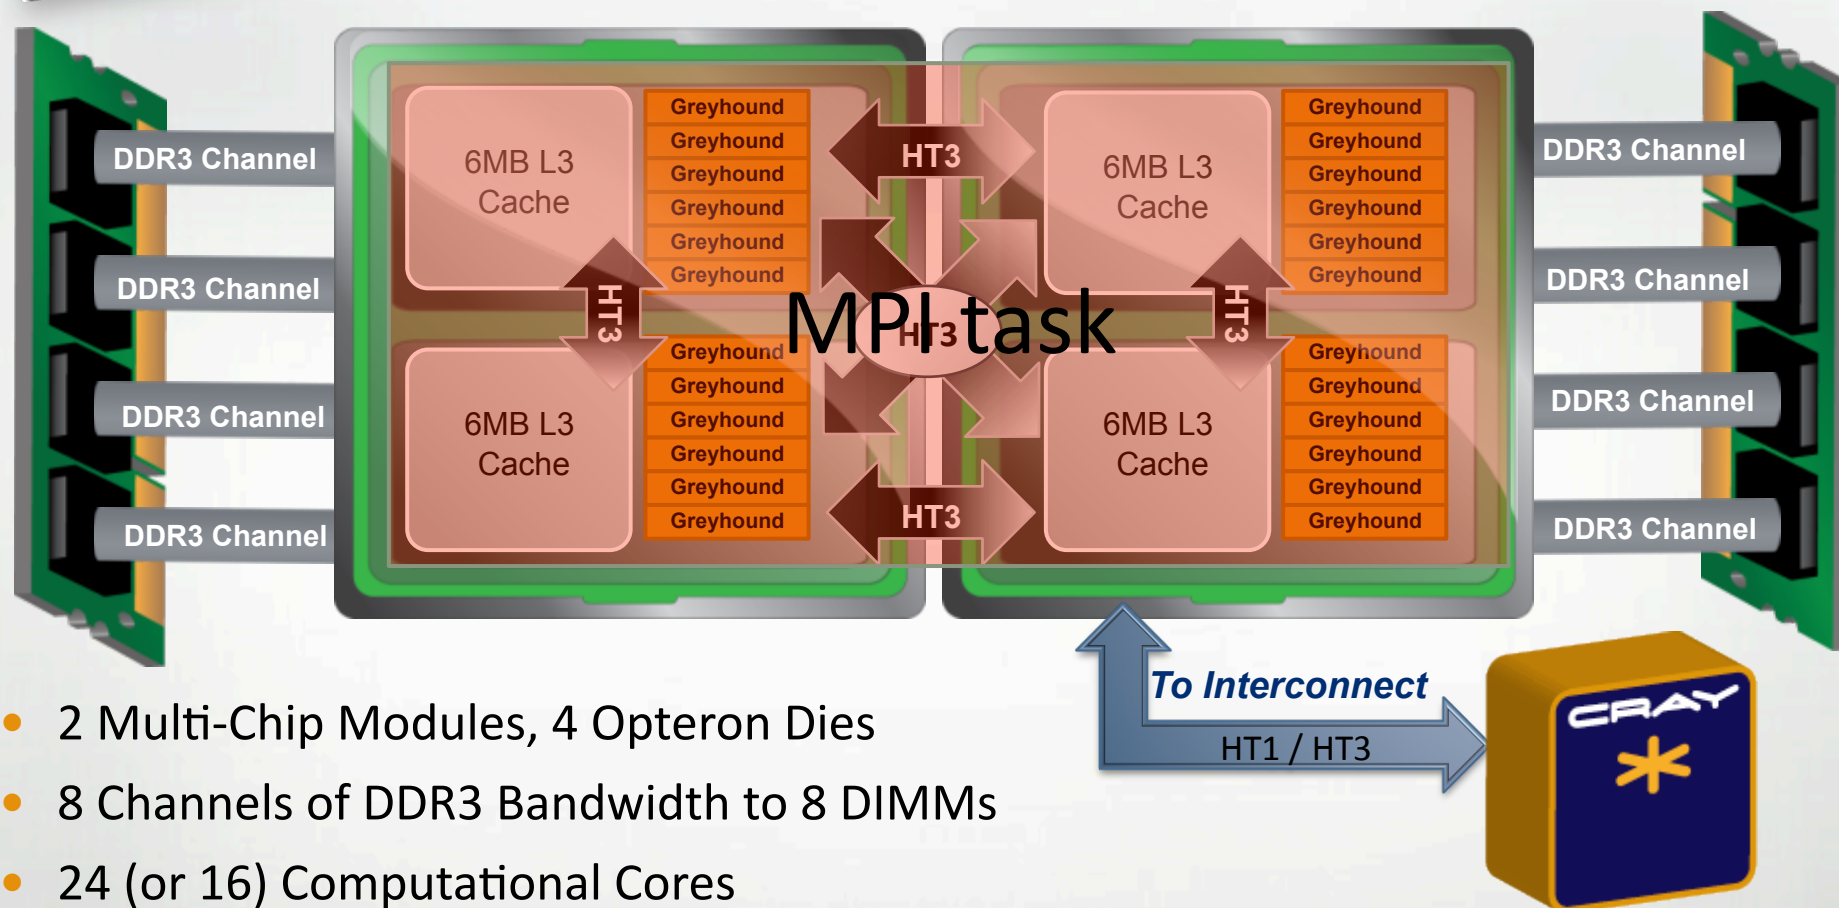 DDR3 Channel
DDR3 Channel
DDR3 Channel
DDR3 Channel
6MB L3
Cache
Greyhound
Greyhound
Greyhound
Greyhound
Greyhound
Greyhound
HT3
6MB L3
Cache
Greyhound
Greyhound
Greyhound
Greyhound
Greyhound
Greyhound
HT3
HT3
MPI task
HT3
6MB L3
Cache
Greyhound
Greyhound
Greyhound
Greyhound
Greyhound
Greyhound
HT3
6MB L3
Cache
Greyhound
Greyhound
Greyhound
Greyhound
Greyhound
Greyhound
DDR3 Channel
DDR3 Channel
DDR3 Channel
DDR3 Channel
To Interconnect
HT1 / HT3
CRAY
• 2 Multi-Chip Modules, 4 Opteron Dies
• 8 Channels of DDR3 Bandwidth to 8 DIMMs
• 24 (or 16) Computational Cores